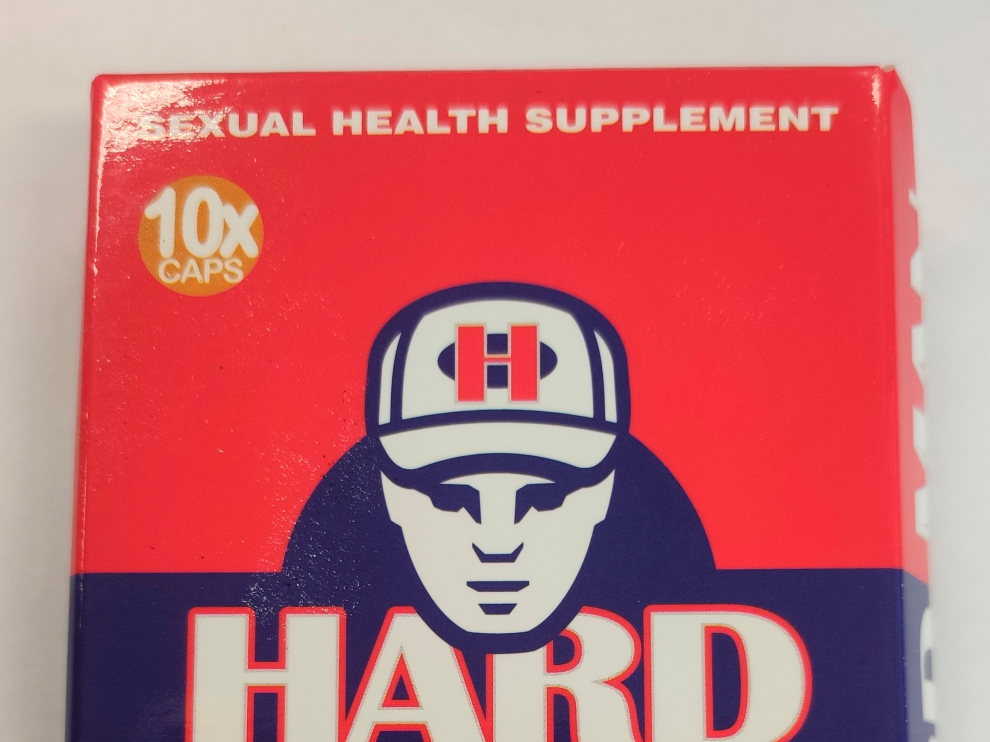 SEXUAL HEALTH SUPPLEMENT
10x
CAPS
H
HARD